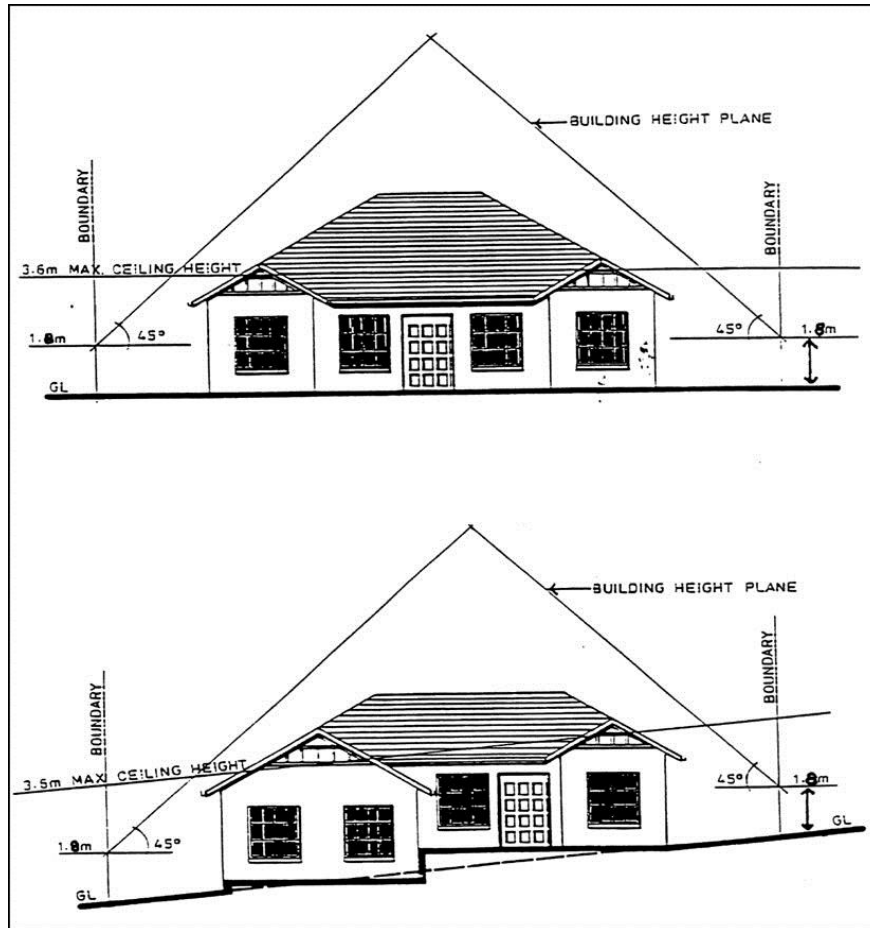 BUILDING HEIGHT PLANE
BOUNDARY
BOUNDARY
3.6m MAX. CEILING HEIGHT
1.8m
45°
45°
1.8m
GL
BUILDING HEIGHT PLANE
BOUNDARY
BOUNDARY
3.5m MAX CEILING HEIGHT
45°
1.8m
1.8m
45°
GL
GL